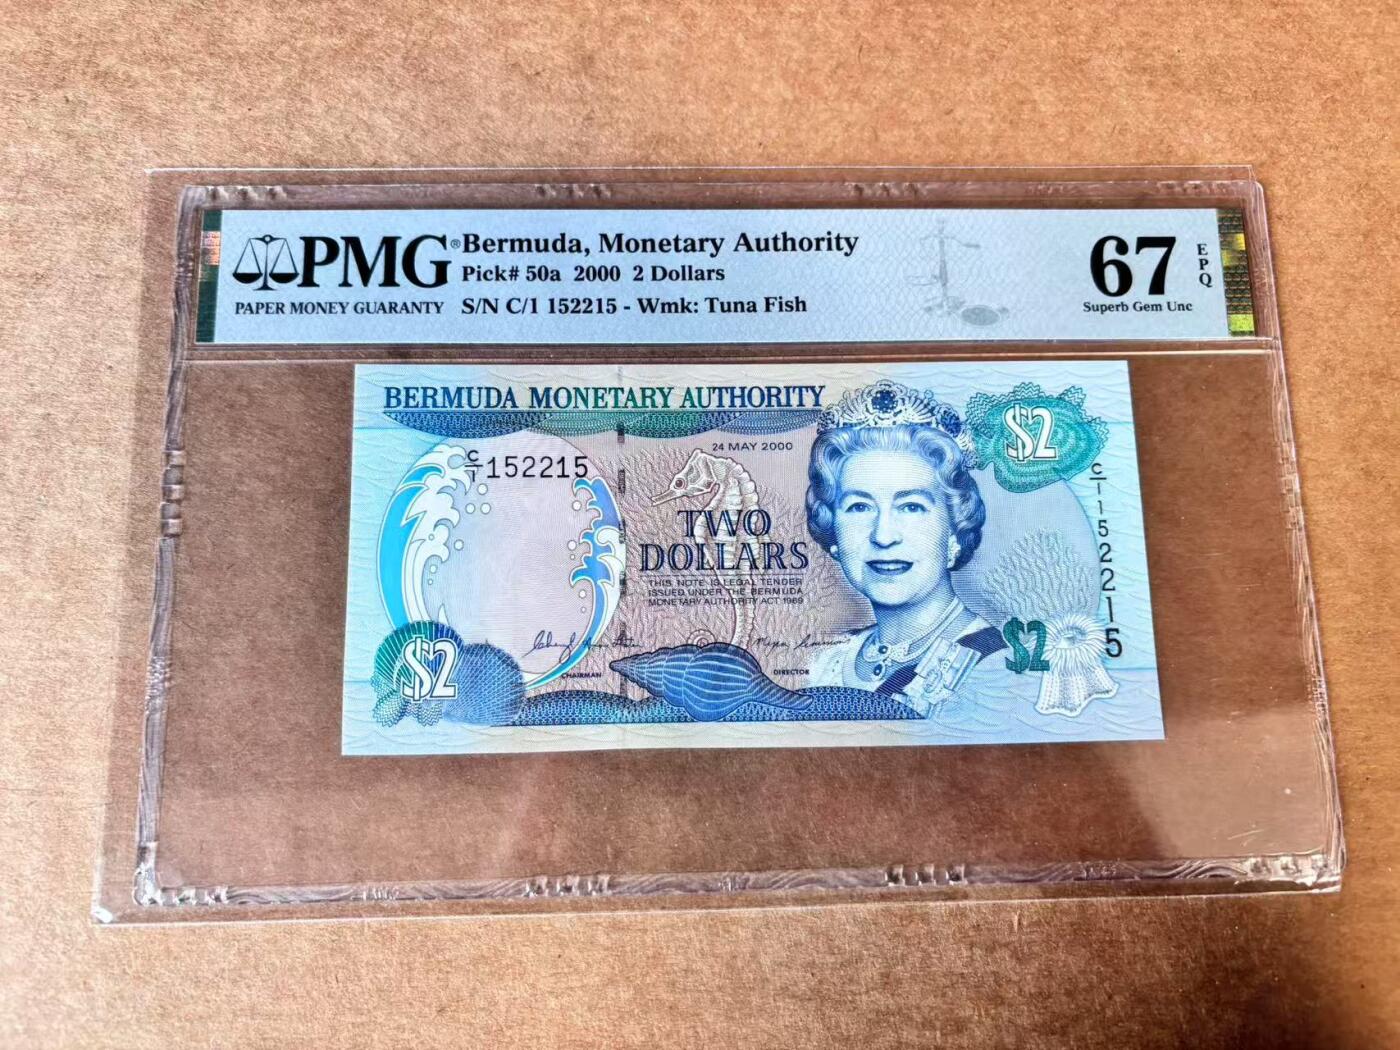 PMG®
PAPER MONEY GUARANTY
Bermuda, Monetary Authority
Pick# 50a 2000 2 Dollars
S/N C/1 152215 - Wmk: Tuna Fish
67
EPQ
Superb Gem Unc
BERMUDA MONETARY AUTHORITY
$2
24 MAY 2000
C/1 152215
C/1 152215
TWO
DOLLARS
THIS NOTE IS LEGAL TENDER
ISSUED UNDER THE BERMUDA
MONETARY AUTHORITY ACT 1969
$2
$2
CHAIRMAN
DIRECTOR